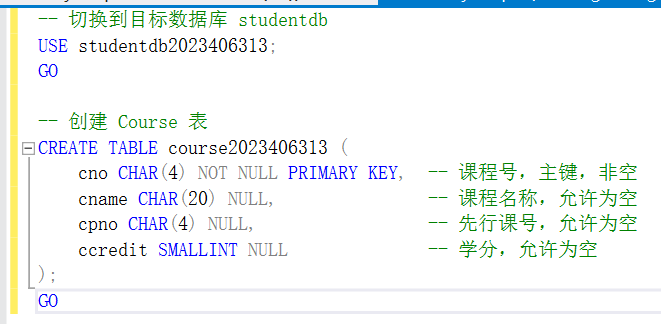 -- 切换到目标数据库 studentdb
USE studentdb2023406313;
GO
-- 创建 Course 表
CREATE TABLE course2023406313 (
cno CHAR(4) NOT NULL PRIMARY KEY, -- 课程号，主键，非空
cname CHAR(20) NULL, -- 课程名称，允许为空
cpno CHAR(4) NULL, -- 先行课号，允许为空
ccredit SMALLINT NULL -- 学分，允许为空
);
GO